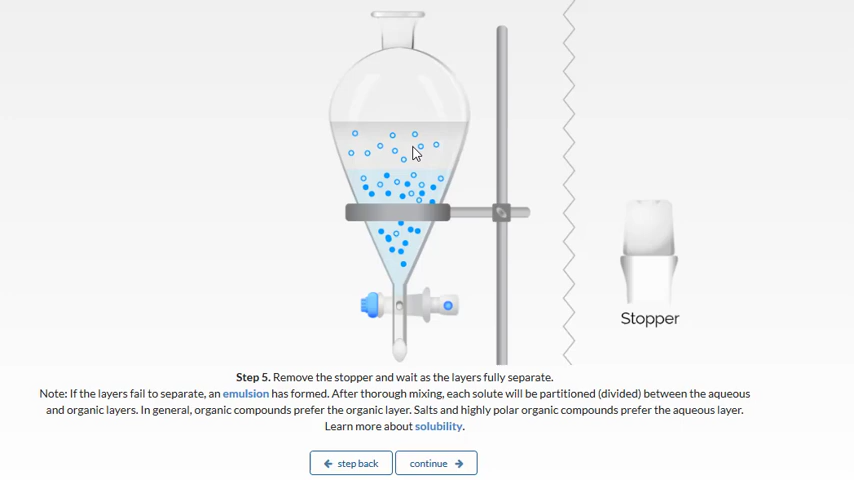 Stopper
Step 5. Remove the stopper and wait as the layers fully separate.
Note: If the layers fail to separate, an emulsion has formed. After thorough mixing, each solute will be partitioned (divided) between the aqueous
and organic layers. In general, organic compounds prefer the organic layer. Salts and highly polar organic compounds prefer the aqueous layer.
Learn more about solubility.
step back
continue